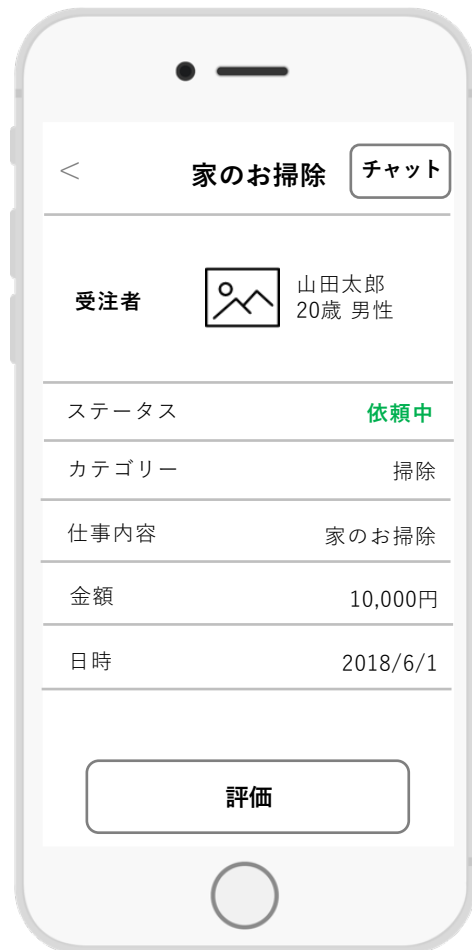 <
家のお掃除
チャット
受注者
山田太郎
20歳 男性
ステータス
依頼中
カテゴリー
掃除
仕事内容
家のお掃除
金額
10,000円
日時
2018/6/1
評価